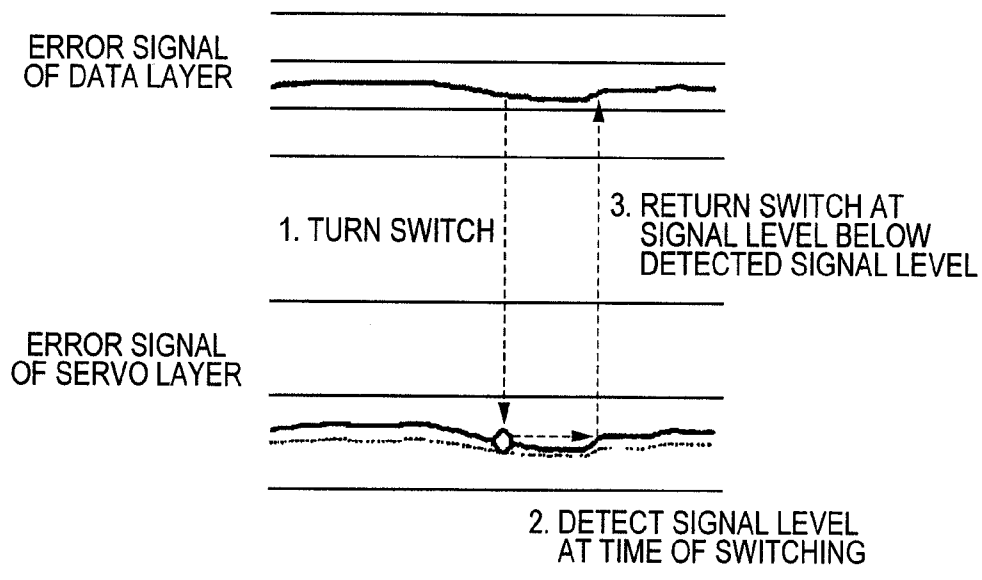 ERROR SIGNAL
OF DATA LAYER
1. TURN SWITCH
3. RETURN SWITCH AT
SIGNAL LEVEL BELOW
DETECTED SIGNAL LEVEL
ERROR SIGNAL
OF SERVO LAYER
2. DETECT SIGNAL LEVEL
AT TIME OF SWITCHING